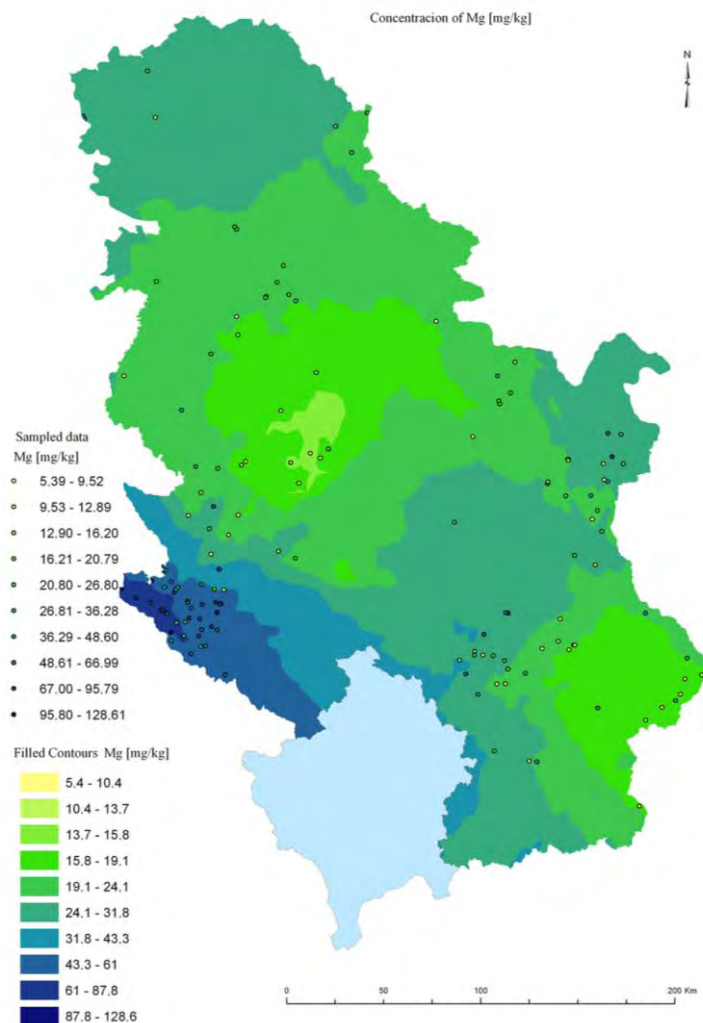 Concentracion of Mg [mg/kg]
N
Sampled data
Mg [mg/kg]
5.39 - 9.52
9.53 - 12.89
12.90 - 16.20
16.21 - 20.79
20.80 - 26.80
26.81 - 36.28
36.29 - 48.60
48.61 - 66.99
67.00 - 95.79
95.80 - 128.61
Filled Contours Mg [mg/kg]
5.4 - 10.4
10.4 - 13.7
13.7 - 15.8
15.8 - 19.1
19.1 - 24.1
24.1 - 31.8
31.8 - 43.3
43.3 - 61
61 - 87.8
87.8 - 128.6
0 50 100 200 Km